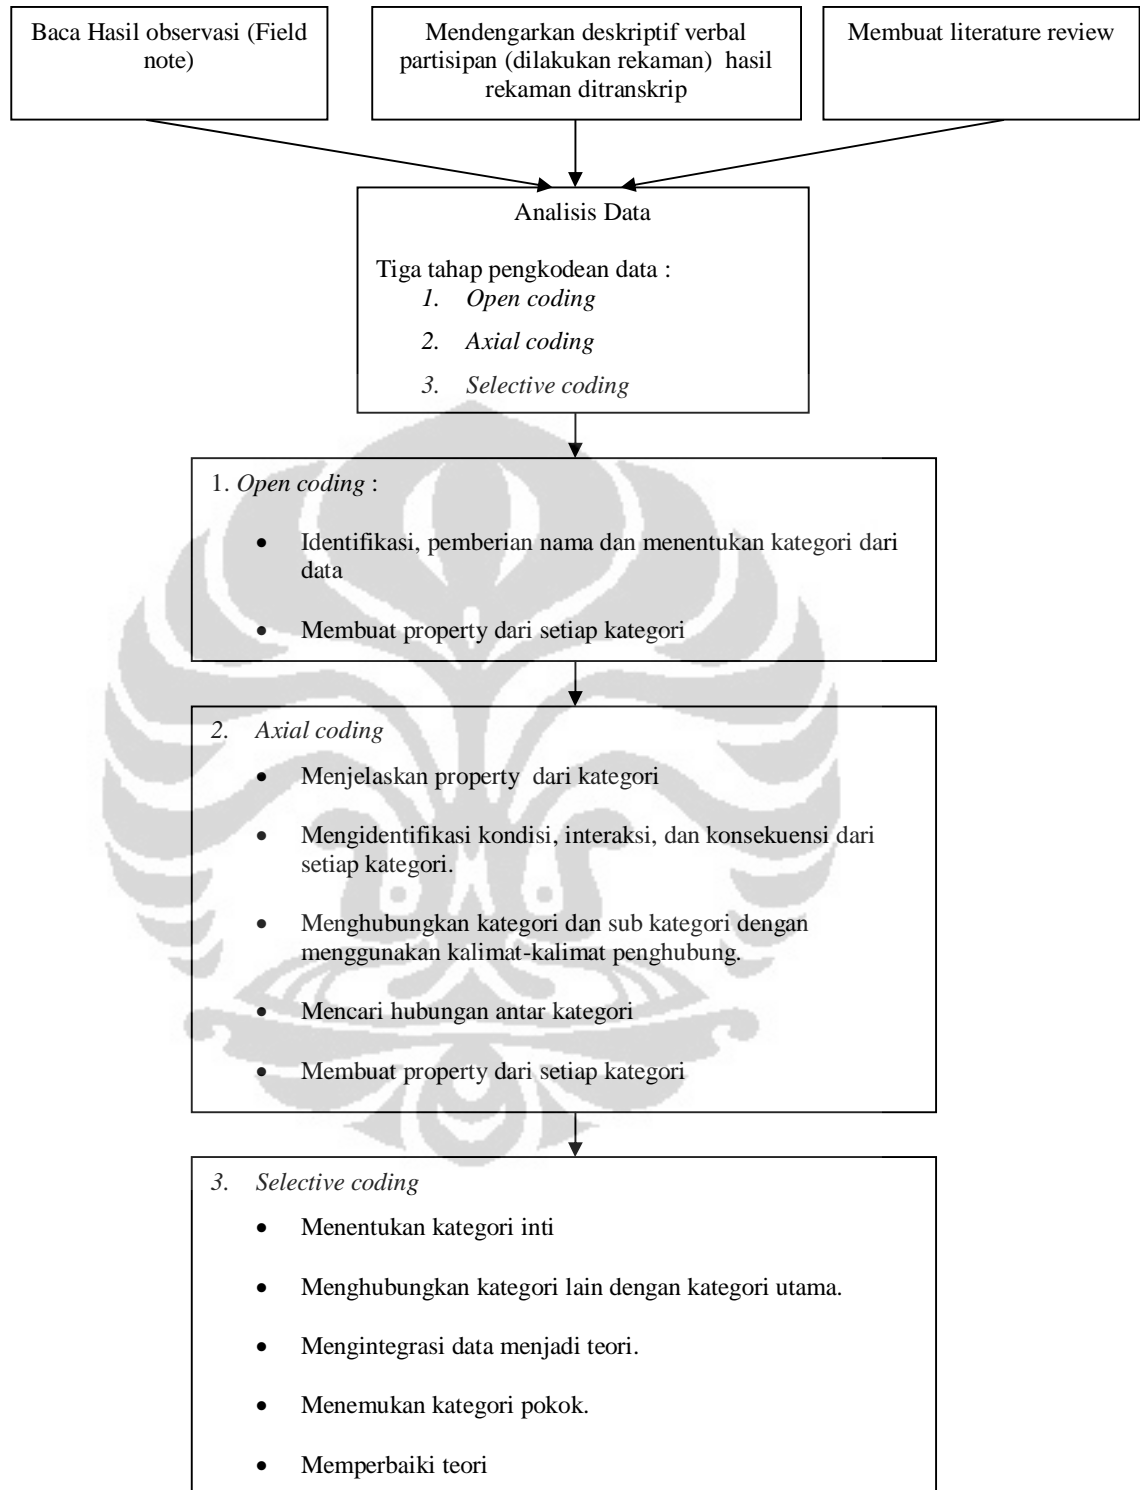 Baca Hasil observasi (Field
note)
Mendengarkan deskriptif verbal
partisipan (dilakukan rekaman) hasil
rekaman ditranskrip
Membuat literature review
Analisis Data
Tiga tahap pengkodean data :
1. Open coding
2. Axial coding
3. Selective coding
1. Open coding :
• Identifikasi, pemberian nama dan menentukan kategori dari
data
• Membuat property dari setiap kategori
2. Axial coding
• Menjelaskan property dari kategori
• Mengidentifikasi kondisi, interaksi, dan konsekuensi dari
setiap kategori.
• Menghubungkan kategori dan sub kategori dengan
menggunakan kalimat-kalimat penghubung.
• Mencari hubungan antar kategori
• Membuat property dari setiap kategori
3. Selective coding
• Menentukan kategori inti
• Menghubungkan kategori lain dengan kategori utama.
• Mengintegrasi data menjadi teori.
• Menemukan kategori pokok.
• Memperbaiki teori